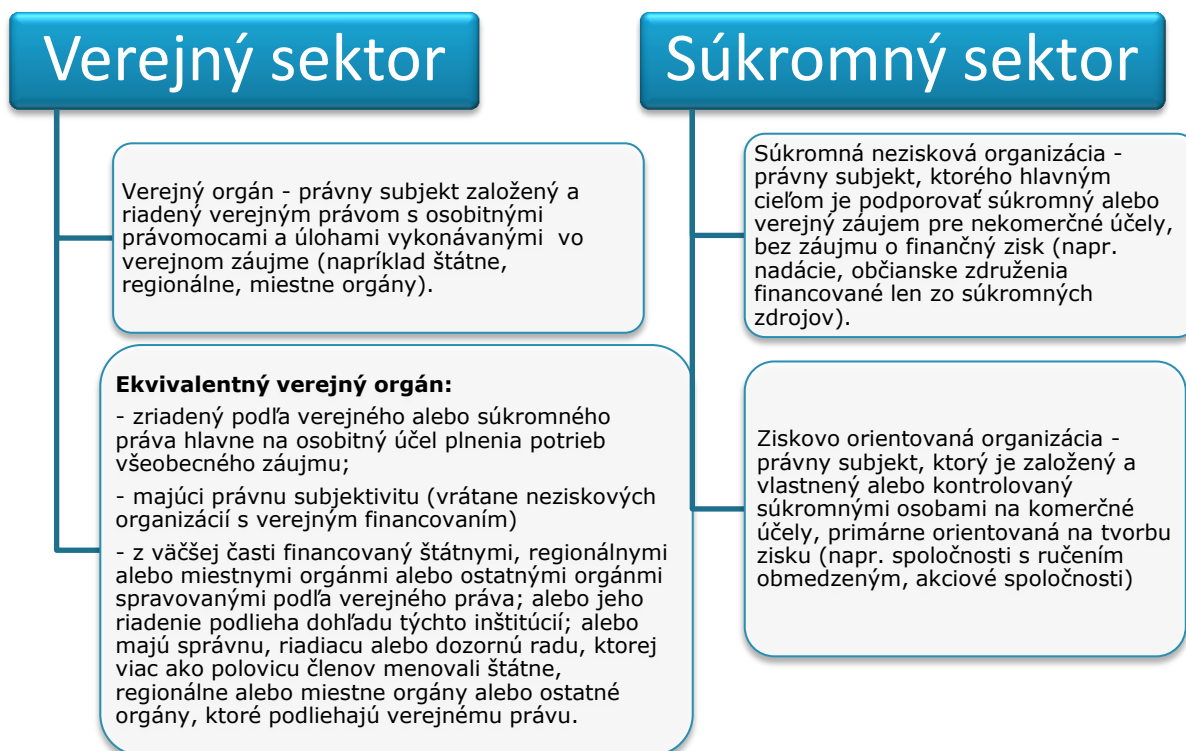 Verejný sektor
Verejný orgán - právny subjekt založený a
riadený verejným právom s osobitnými
právomocami a úlohami vykonávanými  vo
verejnom záujme (napríklad štátne,
regionálne, miestne orgány).
Ekvivalentný verejný orgán:
- zriadený podľa verejného alebo súkromného
práva hlavne na osobitný účel plnenia potrieb
všeobecného záujmu;
- majúci právnu subjektivitu (vrátane neziskových
organizácií s verejným financovaním)
- z väčšej časti financovaný štátnymi, regionálnymi
alebo miestnymi orgánmi alebo ostatnými orgánmi
spravovanými podľa verejného práva; alebo jeho
riadenie podlieha dohľadu týchto inštitúcií; alebo
majú správnu, riadiacu alebo dozornú radu, ktorej
viac ako polovicu členov menovali štátne,
regionálne alebo miestne orgány alebo ostatné
orgány, ktoré podliehajú verejnému právu.
Súkromný sektor
Súkromná nezisková organizácia -
právny subjekt, ktorého hlavným
cieľom je podporovať súkromný alebo
verejný záujem pre nekomerčné účely,
bez záujmu o finančný zisk (napr.
nadácie, občianske združenia
financované len zo súkromných
zdrojov).
Ziskovo orientovaná organizácia -
právny subjekt, ktorý je založený a
vlastnený alebo kontrolovaný
súkromnými osobami na komerčné
účely, primárne orientovaná na tvorbu
zisku (napr. spoločnosti s ručením
obmedzeným, akciové spoločnosti)